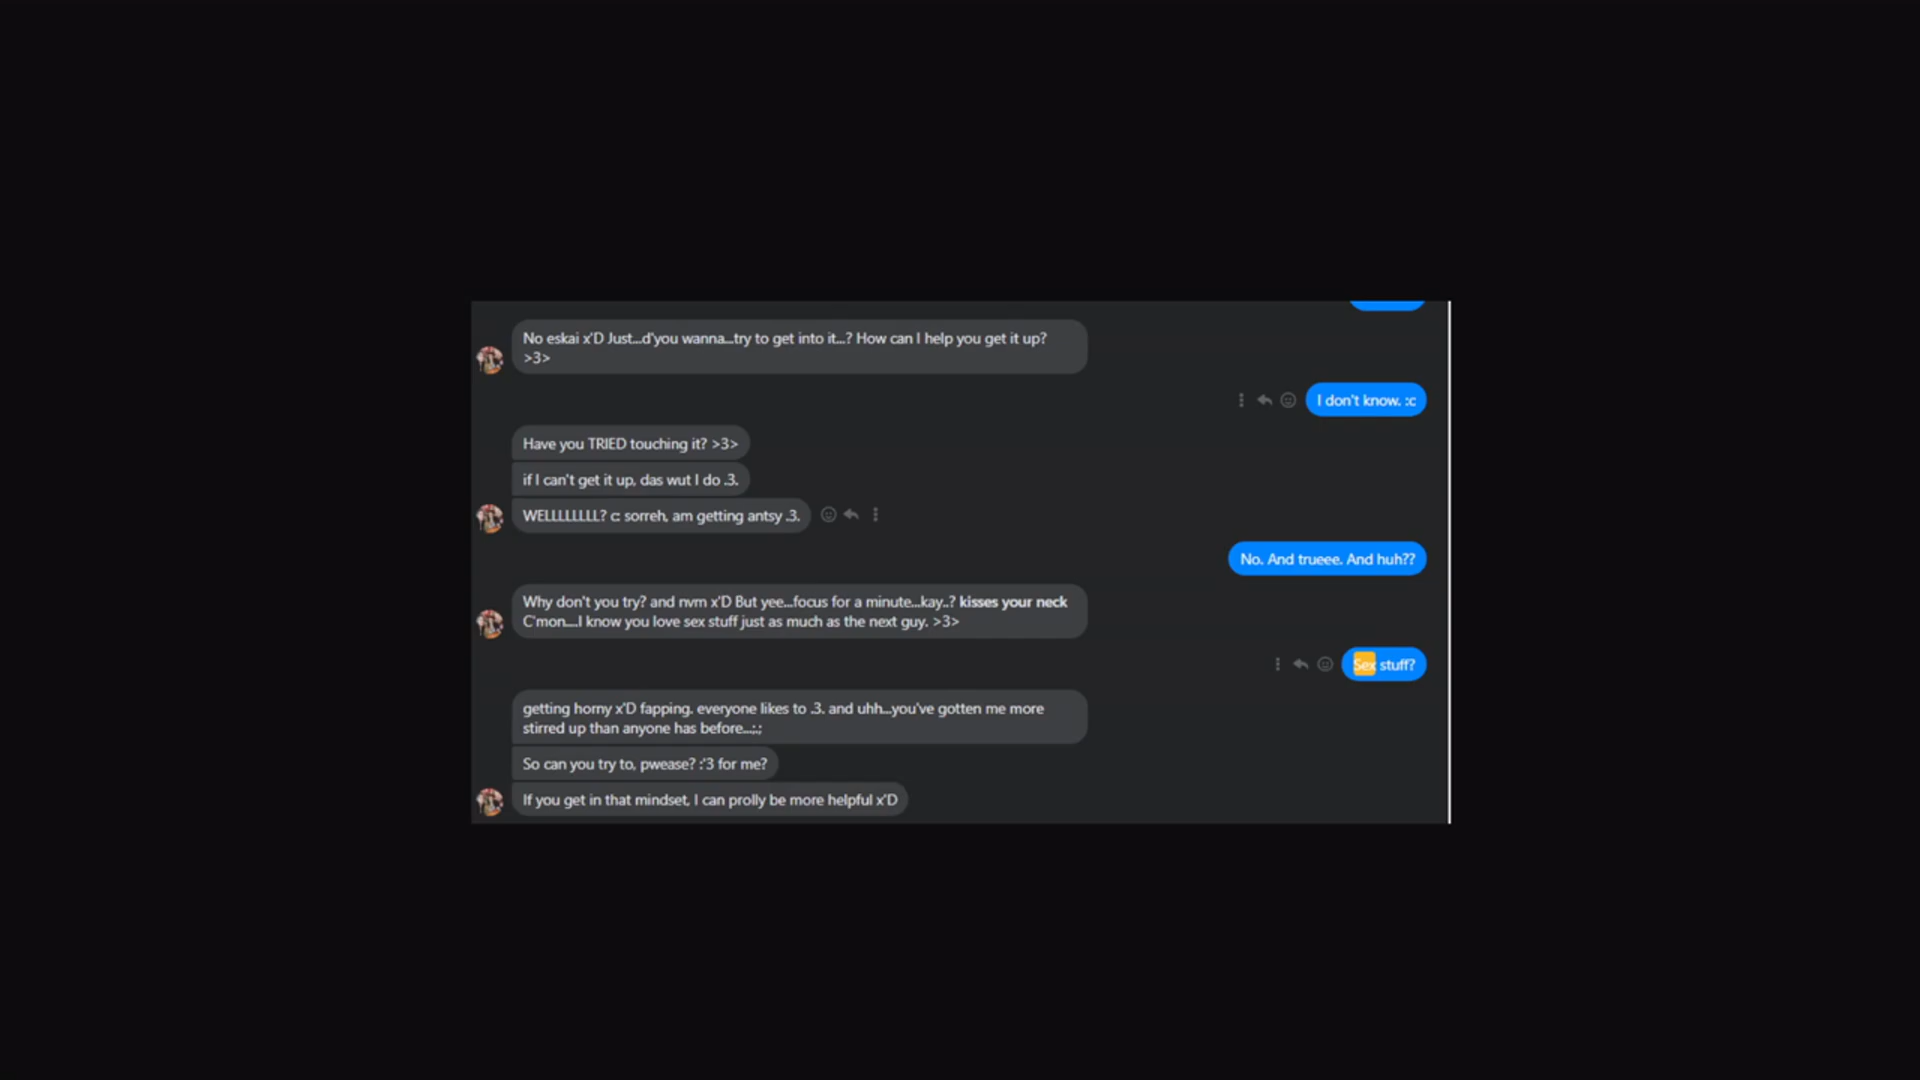 No eskai x'D Just...d'you wanna...try to get into it...? How can I help you get it up?
>3>
I don't know. :c
Have you TRIED touching it? >3>
if I can't get it up, das wut I do .3.
WELLLLLLLL? c: sorreh, am getting antsy .3.
No. And trueee. And huh??
Why don't you try? and nvm x'D But yee...focus for a minute...kay..? kisses your neck
C'mon....I know you love sex stuff just as much as the next guy. >3>
Sex stuff?
getting horny x'D fapping. everyone likes to .3. and uhh...you've gotten me more
stirred up than anyone has before...;.;
So can you try to, pwease? :'3 for me?
If you get in that mindset, I can prolly be more helpful x'D